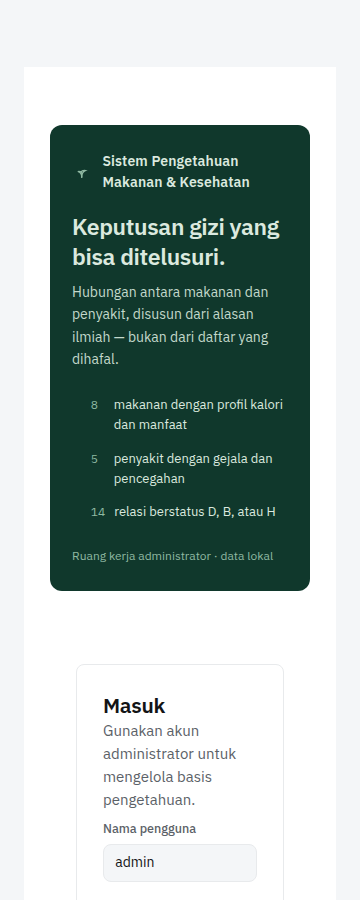 Sistem Pengetahuan
Makanan & Kesehatan
Keputusan gizi yang
bisa ditelusuri.
Hubungan antara makanan dan
penyakit, disusun dari alasan
ilmiah — bukan dari daftar yang
dihafal.
8 makanan dengan profil kalori
dan manfaat
5 penyakit dengan gejala dan
pencegahan
14 relasi berstatus D, B, atau H
Ruang kerja administrator · data lokal
Masuk
Gunakan akun
administrator untuk
mengelola basis
pengetahuan.
Nama pengguna
admin